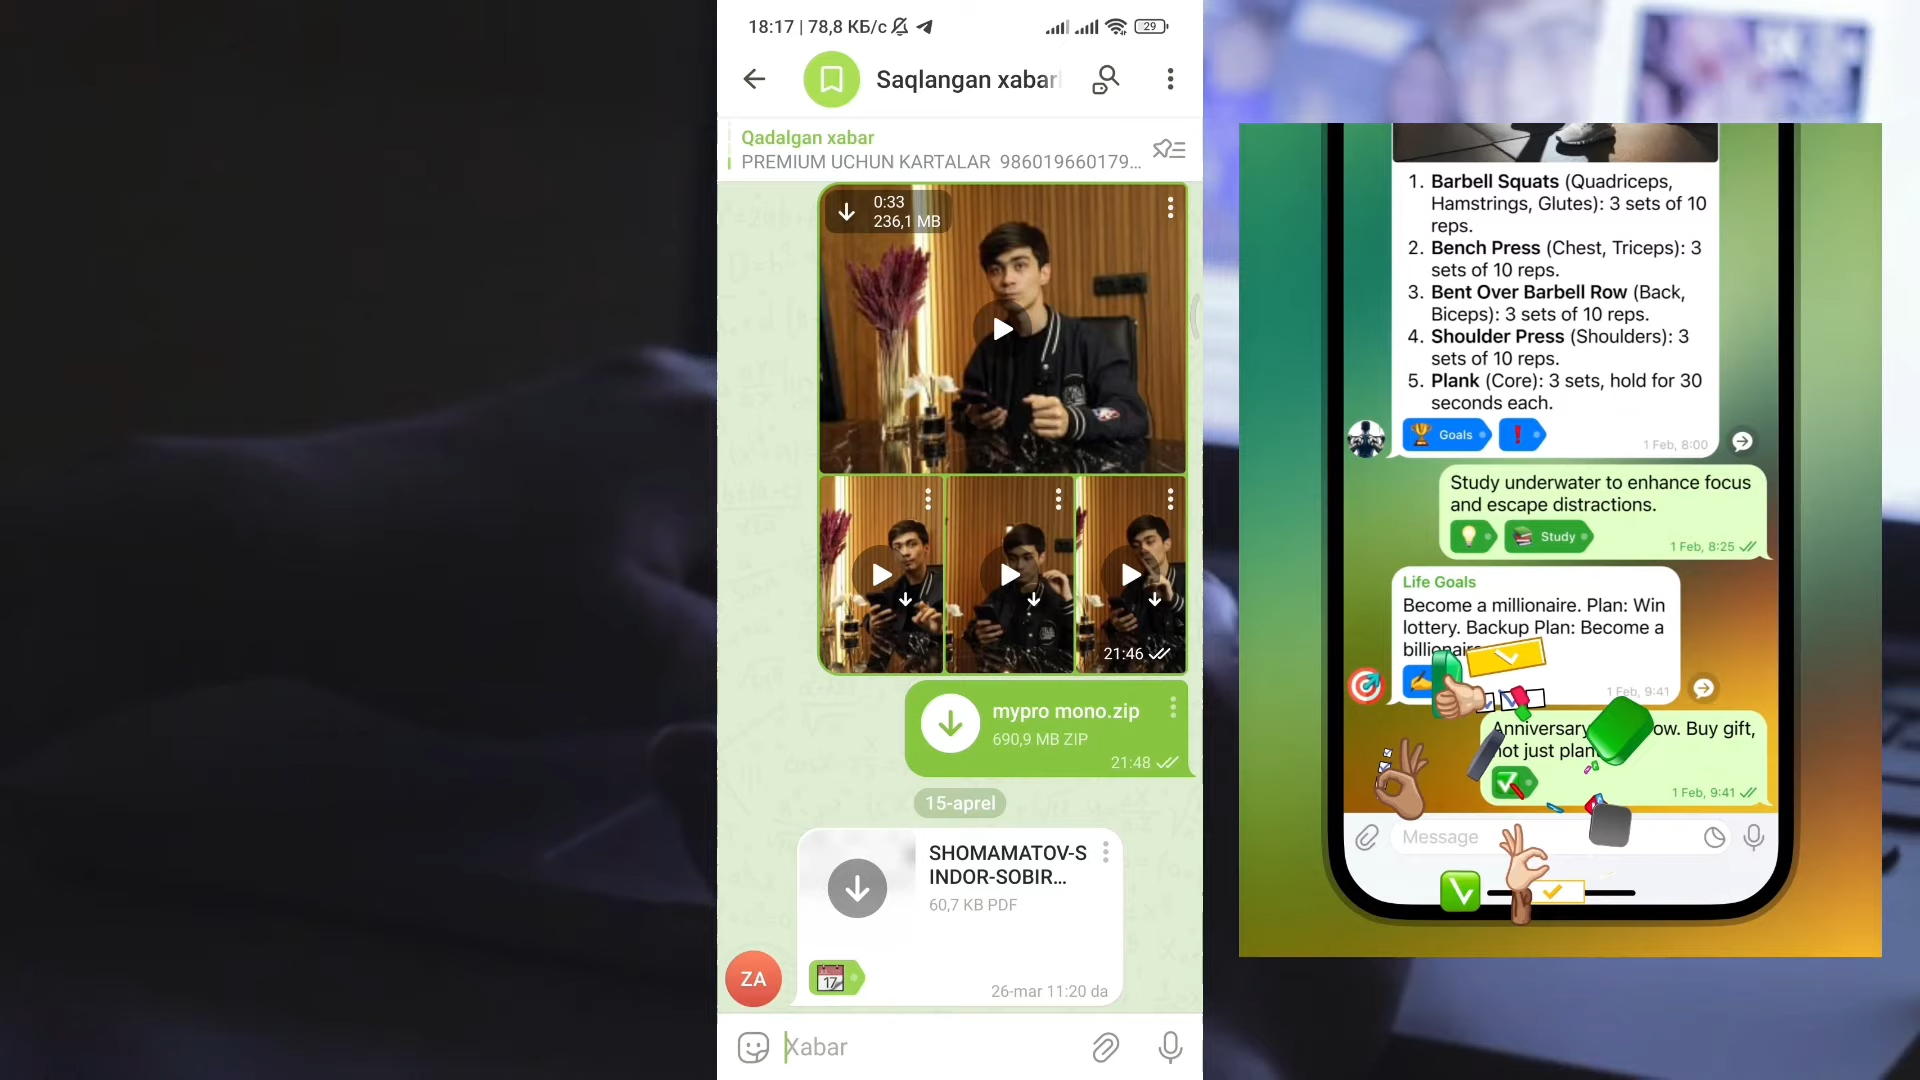 18:17 | 78,8 КБ/с
29
Saqlangan xabarl
Qadalgan xabar
PREMIUM UCHUN KARTALAR 986019660179...
0:33
236,1 MB
21:46
mypro mono.zip
690,9 MB ZIP
21:48
15-aprel
SHOMAMATOV-S
INDOR-SOBIR...
60,7 KB PDF
17
ZA
26-mar 11:20 da
Xabar
1. Barbell Squats (Quadriceps,
Hamstrings, Glutes): 3 sets of 10
reps.
2. Bench Press (Chest, Triceps): 3
sets of 10 reps.
3. Bent Over Barbell Row (Back,
Biceps): 3 sets of 10 reps.
4. Shoulder Press (Shoulders): 3
sets of 10 reps.
5. Plank (Core): 3 sets, hold for 30
seconds each.
Goals
1 Feb, 8:00
Study underwater to enhance focus
and escape distractions.
Study
1 Feb, 8:25
Life Goals
Become a millionaire. Plan: Win
lottery. Backup Plan: Become a
billionair
1 Feb, 9:41
Anniversary ow. Buy gift,
not just plan
1 Feb, 9:41
Message